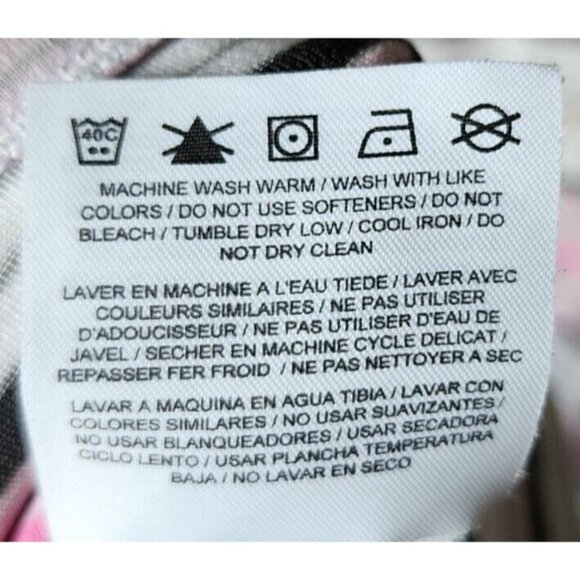 40C
MACHINE WASH WARM / WASH WITH LIKE
COLORS / DO NOT USE SOFTENERS / DO NOT
BLEACH / TUMBLE DRY LOW / COOL IRON / DO
NOT DRY CLEAN
LAVER EN MACHINE A L'EAU TIEDE / LAVER AVEC
COULEURS SIMILAIRES / NE PAS UTILISER
D'ADOUCISSEUR / NE PAS UTILISER D'EAU DE
JAVEL / SECHER EN MACHINE CYCLE DELICAT /
REPASSER FER FROID / NE PAS NETTOYER A SEC
LAVAR A MAQUINA EN AGUA TIBIA / LAVAR CON
COLORES SIMILARES / NO USAR SUAVIZANTES /
NO USAR BLANQUEADORES / USAR SECADORA
CICLO LENTO / USAR PLANCHA TEMPERATURA
BAJA / NO LAVAR EN SECO